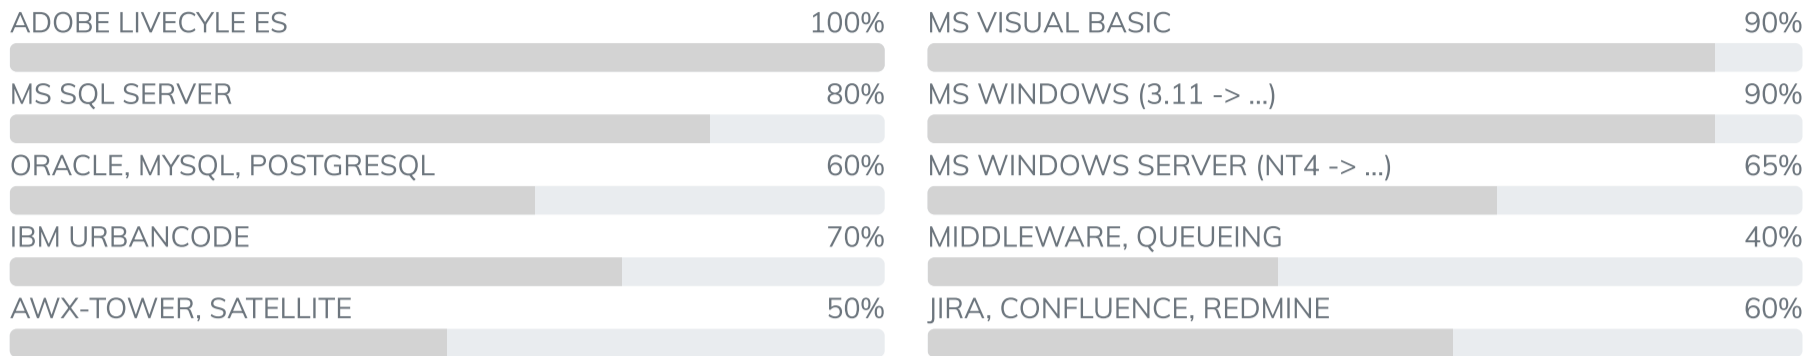 ADOBE LIVECYLE ES 100%
MS SQL SERVER 80%
ORACLE, MYSQL, POSTGRESQL 60%
IBM URBANCODE 70%
AWX-TOWER, SATELLITE 50%
MS VISUAL BASIC 90%
MS WINDOWS (3.11 -> ...) 90%
MS WINDOWS SERVER (NT4 -> ...) 65%
MIDDLEWARE, QUEUEING 40%
JIRA, CONFLUENCE, REDMINE 60%